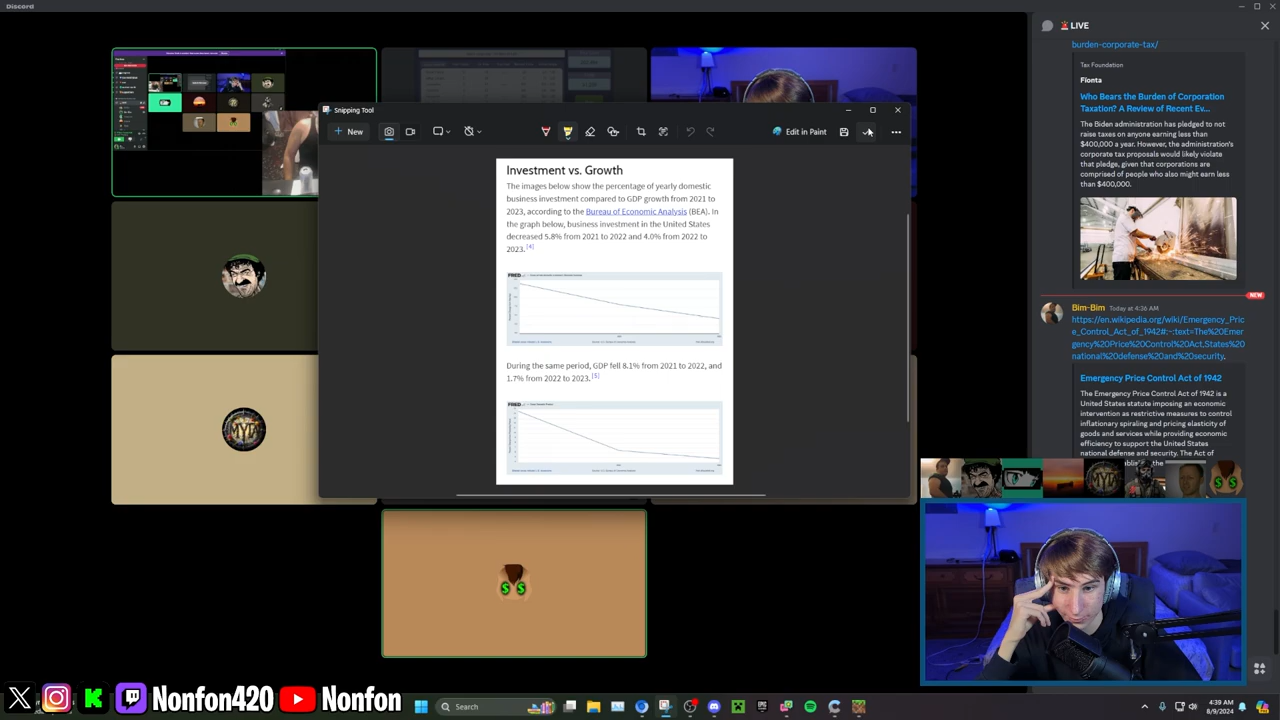 Discord
LIVE
burden-corporate-tax/
Tax Foundation
Fionta
Who Bears the Burden of Corporation
Taxation? A Review of Recent Ev...
The Biden administration has pledged to not
raise taxes on anyone earning less than
$400,000 a year. However, the administration's
corporate tax proposals would likely violate
that pledge, given that corporations are
comprised of people who also might earn less
than $400,000.
NEW
Bim-Bim Today at 4:36 AM
https://en.wikipedia.org/wiki/Emergency_Pric
e_Control_Act_of_1942#:~:text=The%20Emer
gency%20Price%20Control%20Act,States%20
national%20defense%20and%20security.
Emergency Price Control Act of 1942
The Emergency Price Control Act of 1942 is a
United States statute imposing an economic
intervention as restrictive measures to control
inflationary spiraling and pricing elasticity of
goods and services while providing economic
efficiency to support the United States
national defense and security. The Act of
the
Snipping Tool
New
Edit in Paint
Investment vs. Growth
The images below show the percentage of yearly domestic
business investment compared to GDP growth from 2021 to
2023, according to the Bureau of Economic Analysis (BEA). In
the graph below, business investment in the United States
decreased 5.8% from 2021 to 2022 and 4.0% from 2022 to
2023.[4]
FRED
During the same period, GDP fell 8.1% from 2021 to 2022, and
1.7% from 2022 to 2023.[5]
FRED
MYP
$ $
X Nonfon420 Nonfon
Search
4:39 AM
8/9/2024